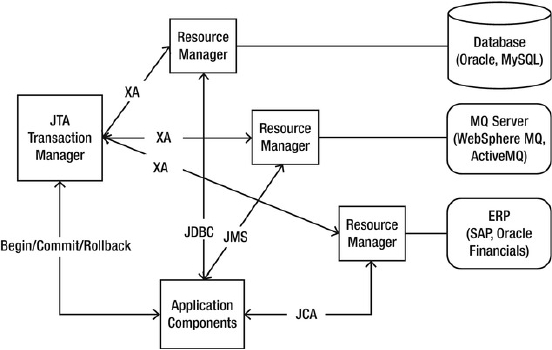 Resource
Manager
Database
(Oracle, MySQL)
XA
JTA
Transaction
Manager
XA
Resource
Manager
MQ Server
(WebSphere MQ,
ActiveMQ)
XA
Resource
Manager
ERP
(SAP, Oracle
Financials)
JDBC
JMS
Begin/Commit/Rollback
Application
Components
JCA